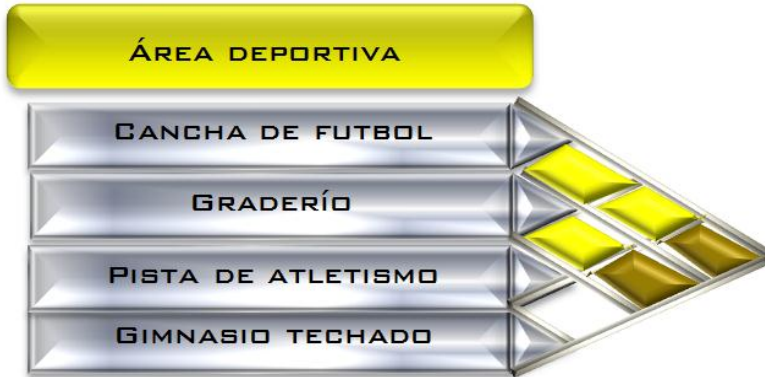 ÁREA DEPORTIVA
CANCHA DE FUTBOL
GRADERÍO
PISTA DE ATLETISMO
GIMNASIO TECHADO